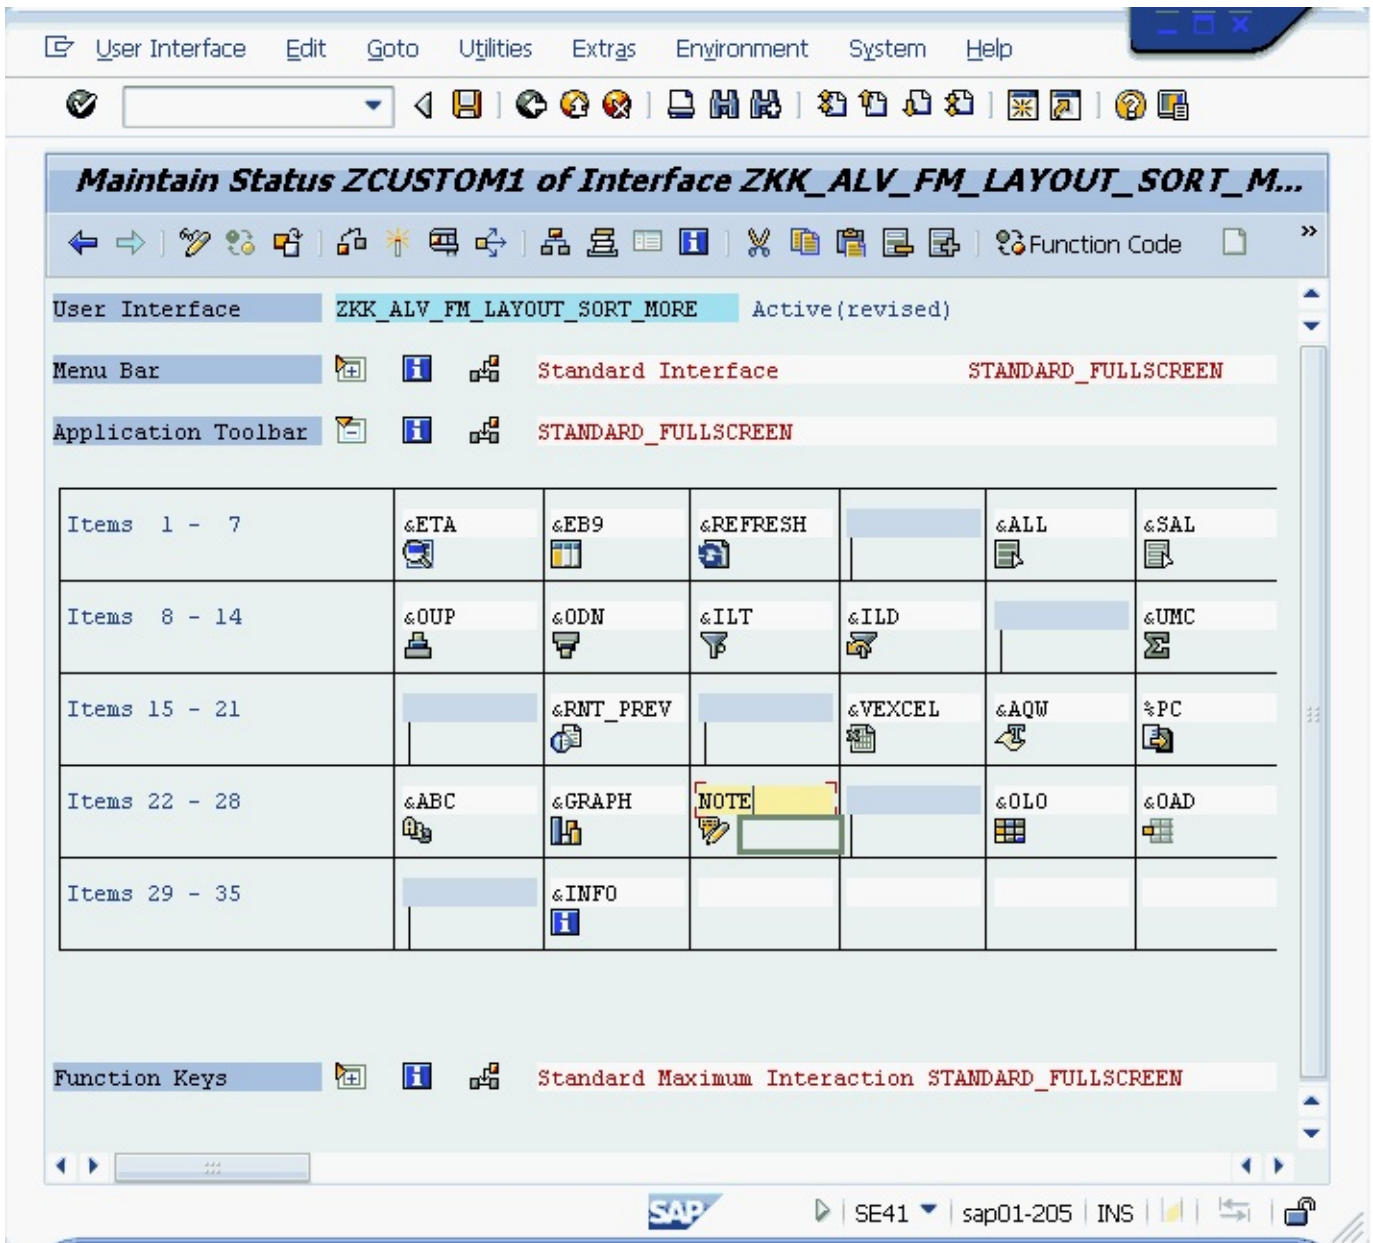 User Interface Edit Goto Utilities Extras Environment System Help
Maintain Status ZCUSTOM1 of Interface ZKK_ALV_FM_LAYOUT_SORT_M...
Function Code »
User Interface ZKK_ALV_FM_LAYOUT_SORT_MORE Active(revised)
Menu Bar Standard Interface STANDARD_FULLSCREEN
Application Toolbar STANDARD_FULLSCREEN
Items 1 - 7 &ETA &EB9 &REFRESH &ALL &SAL
Items 8 - 14 &OUP &ODN &ILT &ILD &UMC
Items 15 - 21 &RNT_PREV &VEXCEL &AQW %PC
Items 22 - 28 &ABC &GRAPH NOTE &OLO &OAD
Items 29 - 35 &INFO
Function Keys Standard Maximum Interaction STANDARD_FULLSCREEN
SAP SE41 sap01-205 INS